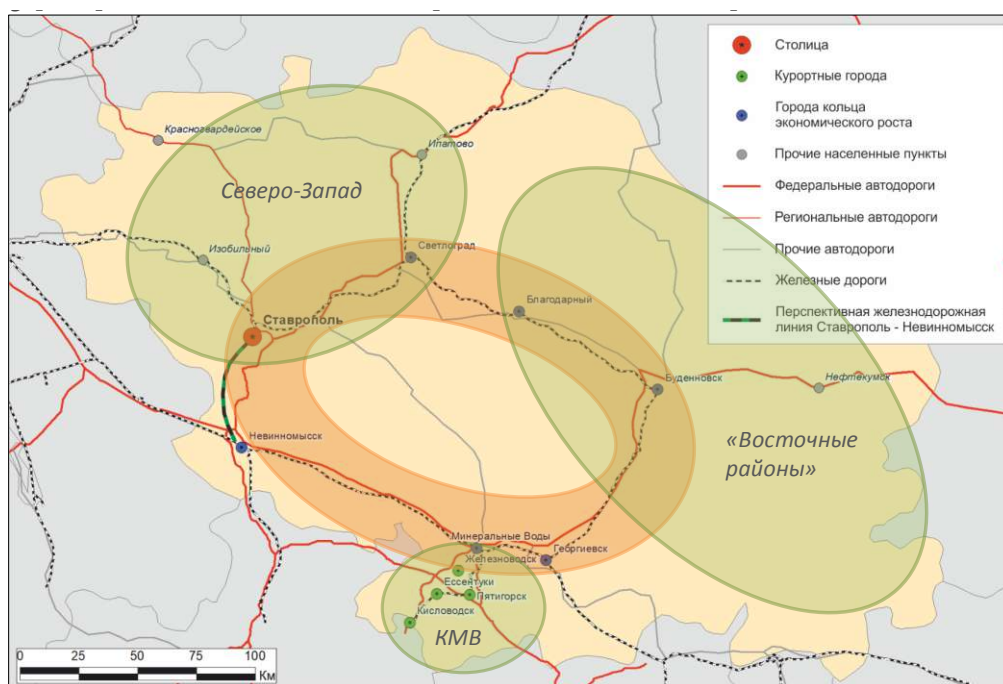 Столица
Курортные города
Города кольца
экономического роста
Прочие населенные пункты
Федеральные автодороги
Региональные автодороги
Прочие автодороги
Железные дороги
Перспективная железнодорожная
линия Ставрополь - Невинномысск
Красногвардейское
Ипатово
Северо-Запад
Изобильный
Светлоград
Благодарный
Ставрополь
Буденновск
Нефтекумск
Невинномысск
«Восточные
районы»
Минеральные Воды
Георгиевск
Железноводск
Ессентуки
Пятигорск
Кисловодск
КМВ
0 25 50 75 100
Км